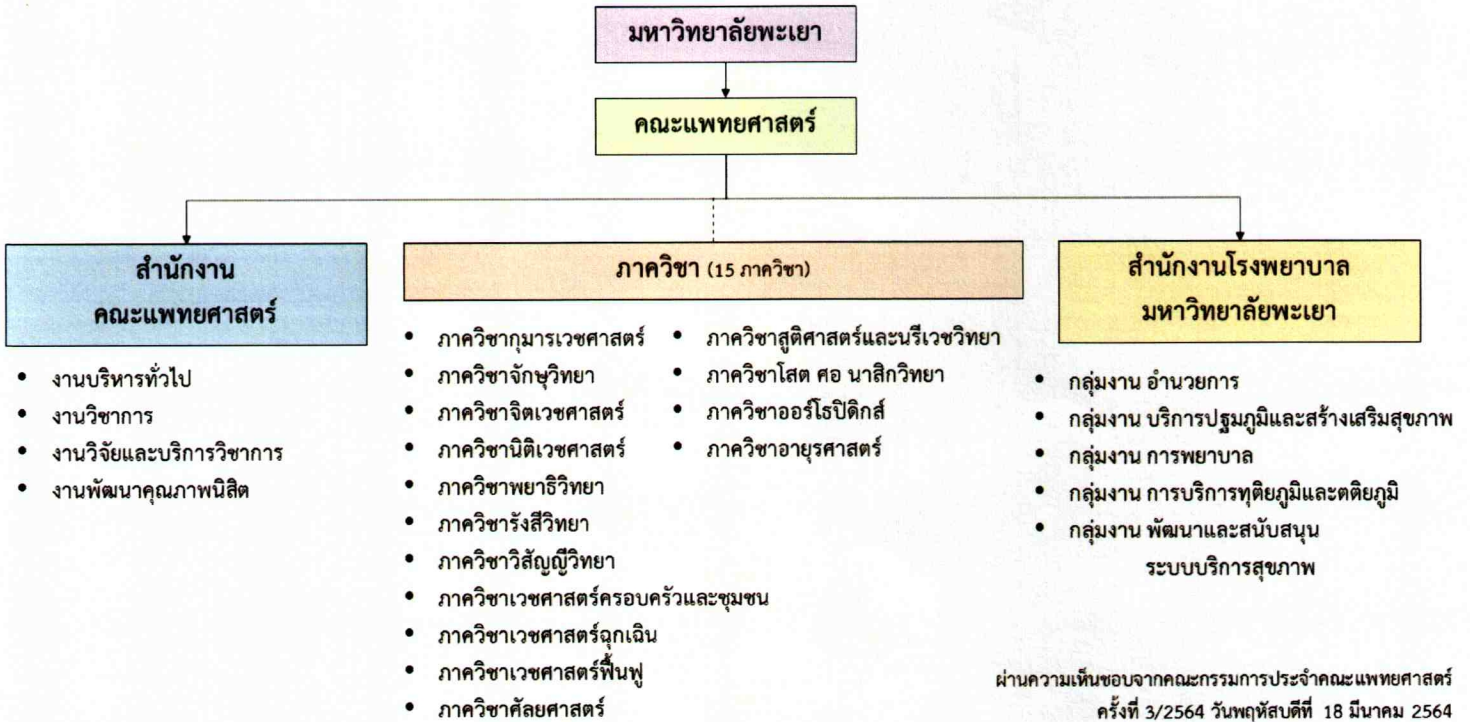 มหาวิทยาลัยพะเยา
คณะแพทยศาสตร์
สำนักงาน
คณะแพทยศาสตร์
• งานบริหารทั่วไป
• งานวิชาการ
• งานวิจัยและบริการวิชาการ
• งานพัฒนาคุณภาพนิสิต
ภาควิชา (15 ภาควิชา)
• ภาควิชากุมารเวชศาสตร์
• ภาควิชาจักษุวิทยา
• ภาควิชาจิตเวชศาสตร์
• ภาควิชานิติเวชศาสตร์
• ภาควิชาพยาธิวิทยา
• ภาควิชารังสีวิทยา
• ภาควิชาวิสัญญีวิทยา
• ภาควิชาเวชศาสตร์ครอบครัวและชุมชน
• ภาควิชาเวชศาสตร์ฉุกเฉิน
• ภาควิชาเวชศาสตร์ฟื้นฟู
• ภาควิชาศัลยศาสตร์
• ภาควิชาสูติศาสตร์และนรีเวชวิทยา
• ภาควิชาโสต ศอ นาสิกวิทยา
• ภาควิชาออร์โธปิดิกส์
• ภาควิชาอายุรศาสตร์
สำนักงานโรงพยาบาล
มหาวิทยาลัยพะเยา
• กลุ่มงาน อำนวยการ
• กลุ่มงาน บริการปฐมภูมิและสร้างเสริมสุขภาพ
• กลุ่มงาน การพยาบาล
• กลุ่มงาน การบริการทุติยภูมิและตติยภูมิ
• กลุ่มงาน พัฒนาและสนับสนุน
ระบบบริการสุขภาพ
ผ่านความเห็นชอบจากคณะกรรมการประจำคณะแพทยศาสตร์
ครั้งที่ 3/2564 วันพฤหัสบดีที่ 18 มีนาคม 2564